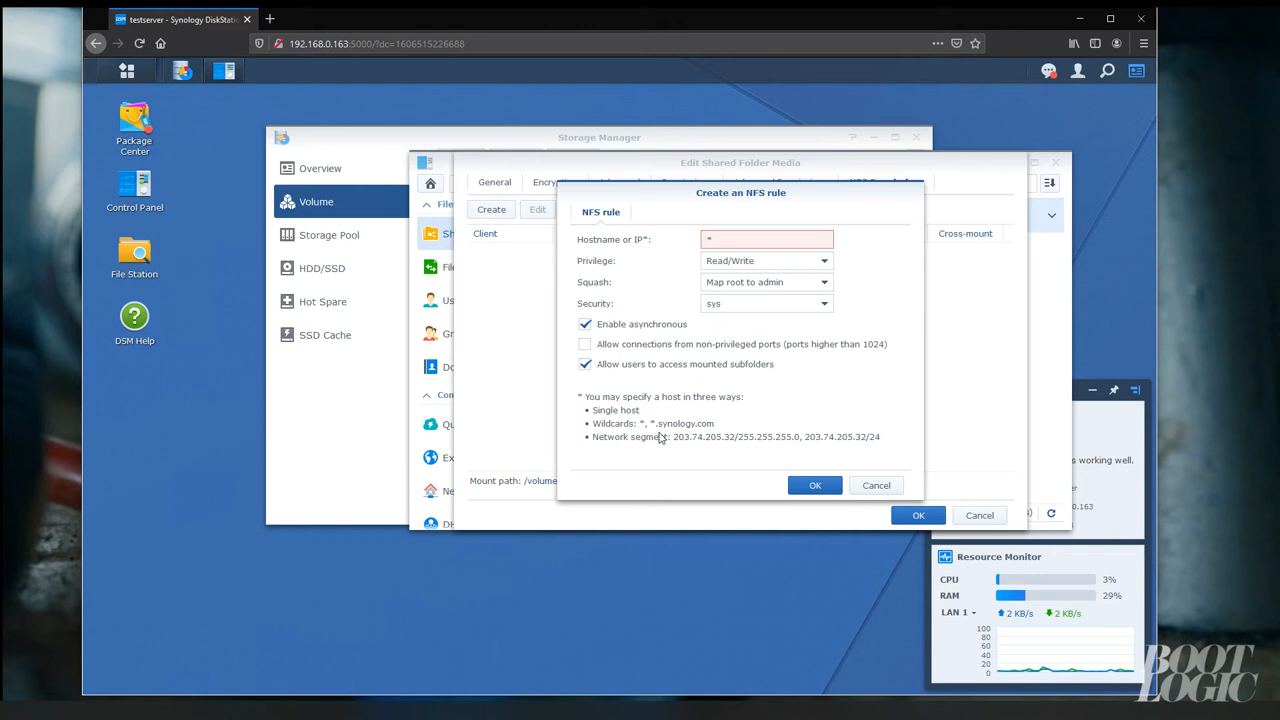 testserver - Synology DiskStati
192.168.0.163:5000/?dc=1606515226688
Package
Center
Control Panel
File Station
DSM Help
Storage Manager
Overview
Volume
Storage Pool
HDD/SSD
Hot Spare
SSD Cache
Edit Shared Folder Media
General
Create
Edit
Client
Cross-mount
Mount path: /volume
OK
Cancel
Create an NFS rule
NFS rule
Hostname or IP*:
*
Privilege:
Read/Write
Squash:
Map root to admin
Security:
sys
Enable asynchronous
Allow connections from non-privileged ports (ports higher than 1024)
Allow users to access mounted subfolders
* You may specify a host in three ways:
• Single host
• Wildcards: *, *.synology.com
• Network segment: 203.74.205.32/255.255.255.0, 203.74.205.32/24
OK
Cancel
s working well.
0.163
Resource Monitor
CPU
3%
RAM
29%
LAN 1
2 KB/s
2 KB/s
100
80
60
40
20
0
BOOT
LOGIC